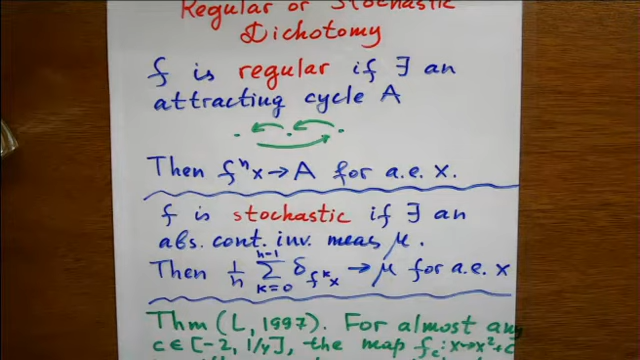 Regular or Stochastic
Dichotomy
f is regular if ∃ an
attracting cycle A
Then fⁿx → A for a.e. x.
f is stochastic if ∃ an
abs. cont. inv. meas μ.
Then 1/n ∑_{k=0}^{n-1} δ_{f^k x} → μ for a.e. x
Thm (L, 1997). For almost any
c ∈ [-2, 1/4], the map f_c: x↦x²+c